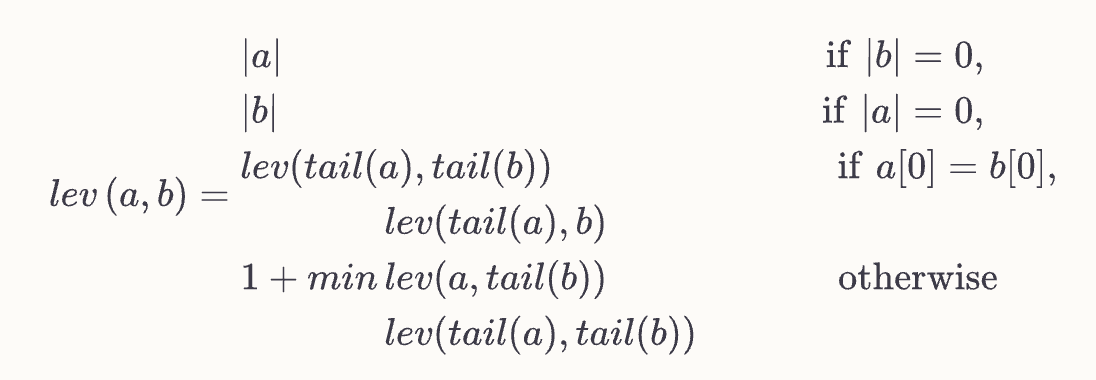 |a| if |b| = 0,
|b| if |a| = 0,
lev(tail(a), tail(b)) if a[0] = b[0],
lev (a, b) =
lev(tail(a), b)
1 + min lev(a, tail(b)) otherwise
lev(tail(a), tail(b))